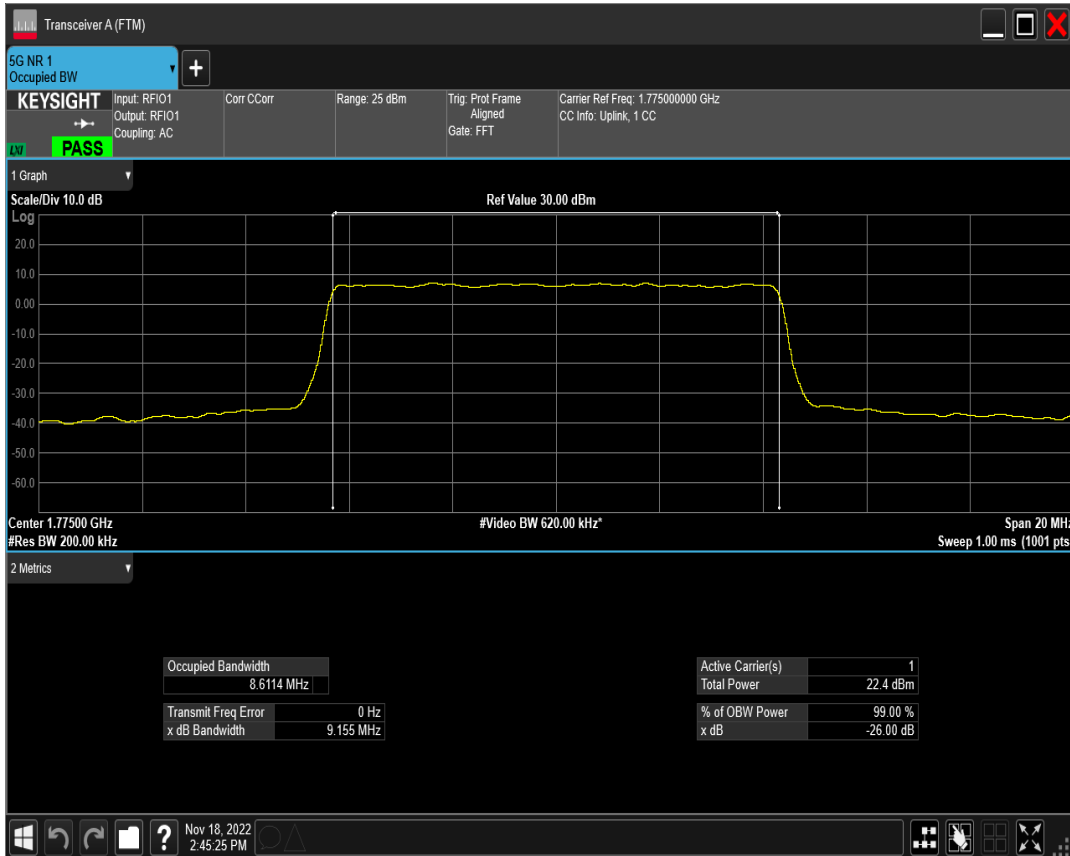 Transceiver A (FTM)
5G NR 1
Occupied BW
+
KEYSIGHT
LXI
PASS
Input: RFIO1
Output: RFIO1
Coupling: AC
Corr CCorr
Range: 25 dBm
Trig: Prot Frame
Aligned
Gate: FFT
Carrier Ref Freq: 1.775000000 GHz
CC Info: Uplink, 1 CC
1 Graph
Scale/Div 10.0 dB
Ref Value 30.00 dBm
Log
20.0
10.0
0.00
-10.0
-20.0
-30.0
-40.0
-50.0
-60.0
Center 1.77500 GHz
#Video BW 620.00 kHz*
Span 20 MHz
#Res BW 200.00 kHz
Sweep 1.00 ms (1001 pts
2 Metrics
Occupied Bandwidth
8.6114 MHz
Transmit Freq Error 0 Hz
x dB Bandwidth 9.155 MHz
Active Carrier(s) 1
Total Power 22.4 dBm
% of OBW Power 99.00 %
x dB -26.00 dB
?
Nov 18, 2022
2:45:25 PM